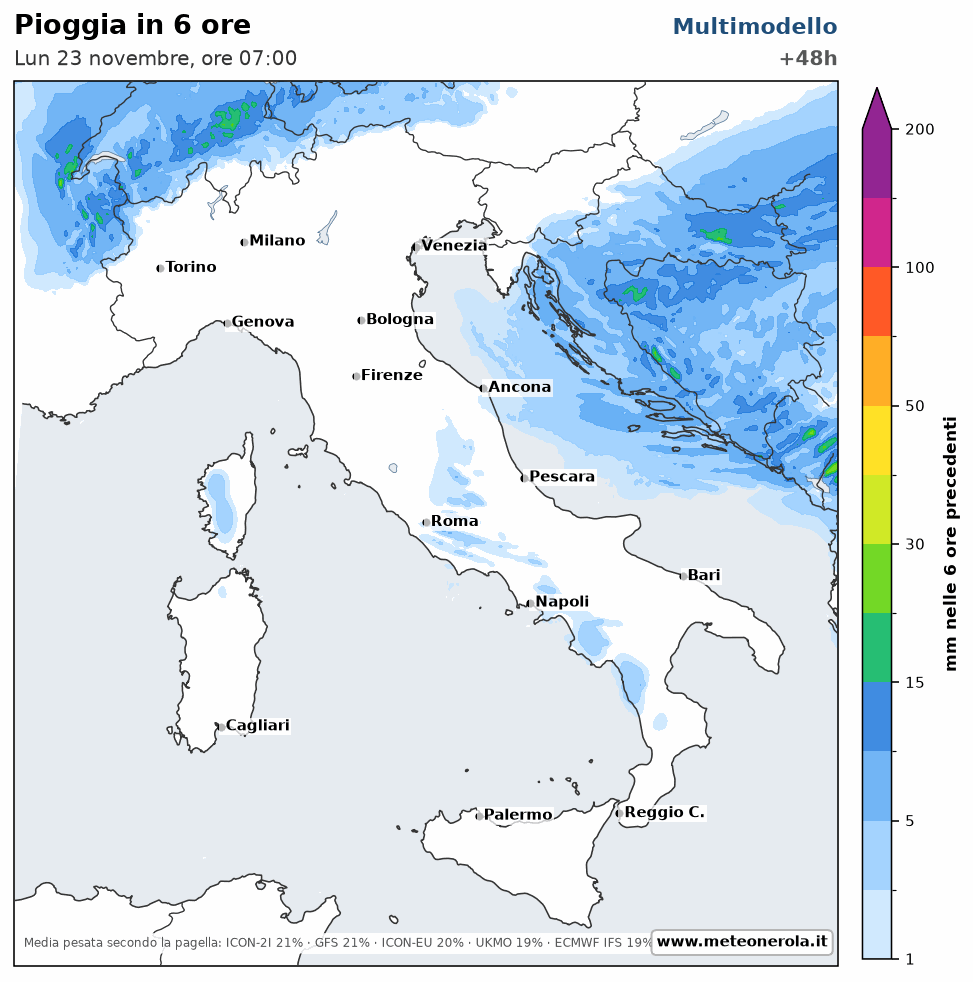 Pioggia in 6 ore
Multimodello
Lun 23 novembre, ore 07:00
+48h
200
100
50
30
15
5
1
mm nelle 6 ore precedenti
Milano
Venezia
Torino
Genova
Bologna
Firenze
Ancona
Pescara
Roma
Bari
Napoli
Cagliari
Palermo
Reggio C.
Media pesata secondo la pagella: ICON-2I 21% · GFS 21% · ICON-EU 20% · UKMO 19% · ECMWF IFS 19%
www.meteonerola.it